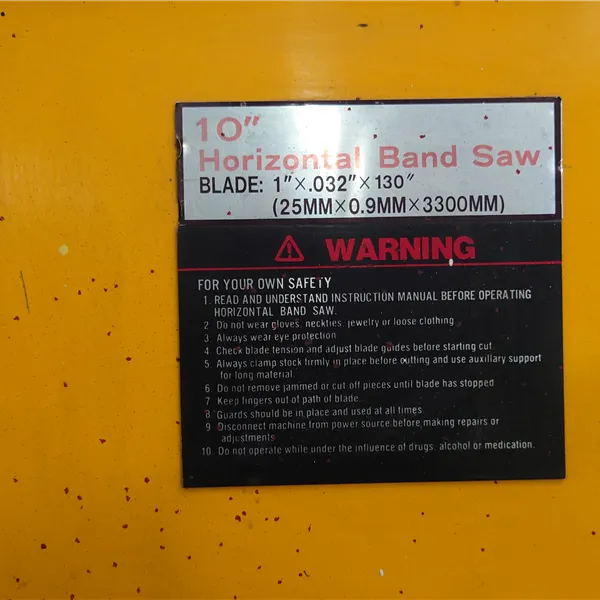 10"
Horizontal Band Saw
BLADE: 1"×.032"×130"
(25MM×0.9MM×3300MM)
⚠ WARNING
FOR YOUR OWN SAFETY
1. READ AND UNDERSTAND INSTRUCTION MANUAL BEFORE OPERATING
HORIZONTAL BAND SAW.
2 Do not wear gloves, neckties, jewelry or loose clothing
3. Always wear eye protection
4. Check blade tension and adjust blade guides before starting cut
5. Always clamp stock firmly in place before cutting and use auxillary support
for long material
6 Do not remove jammed or cut off pieces until blade has stopped
7 Keep fingers out of path of blade
8 Guards should be in place and used at all times
9 Disconnect machine from power source before making repairs or
adjustments
10. Do not operate while under the influence of drugs, alcohol or medication.